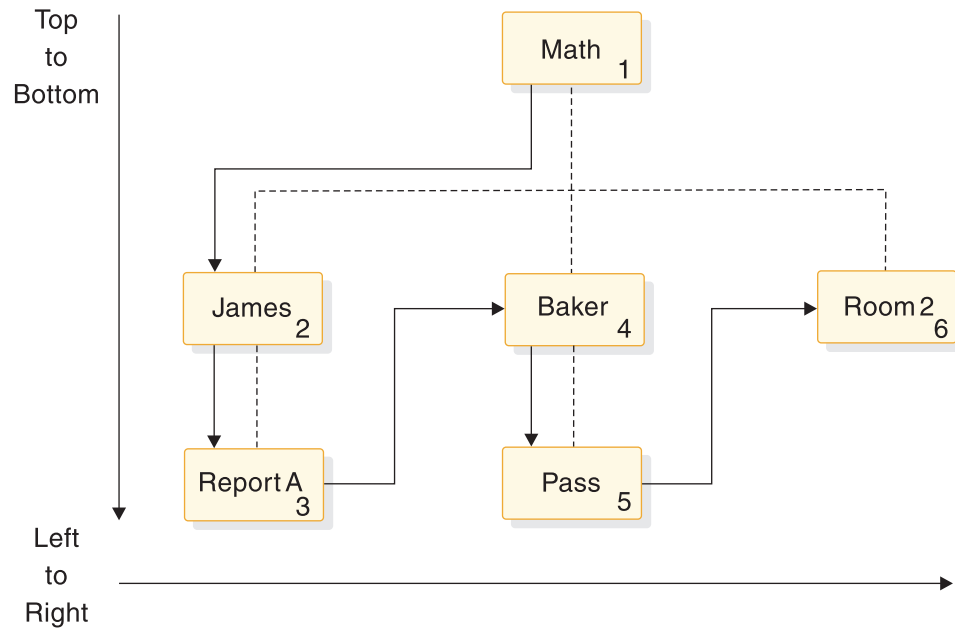 Top
to
Bottom
Math
1
James
2
Baker
4
Room 2
6
Report A
3
Pass
5
Left
to
Right